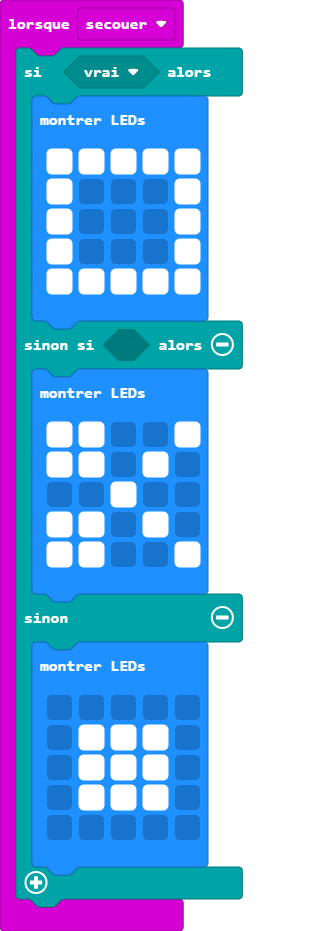 lorsque secouer
si vrai alors
montrer LEDs
sinon si alors
montrer LEDs
sinon
montrer LEDs